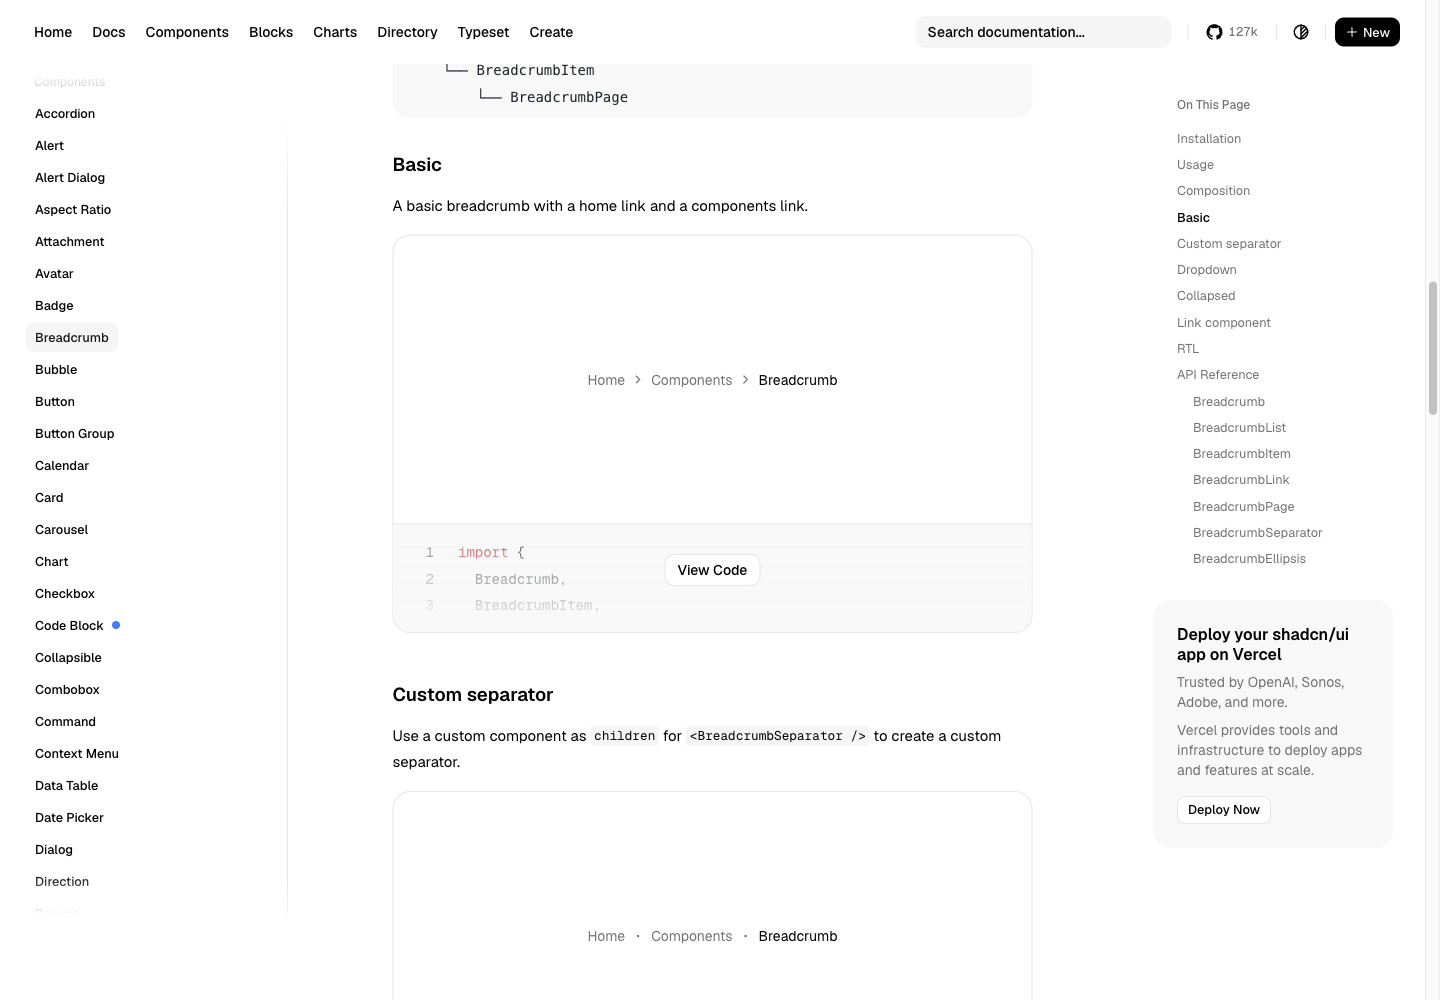 Home Docs Components Blocks Charts Directory Typeset Create
Search documentation...
127k
New
Components
Accordion
Alert
Alert Dialog
Aspect Ratio
Attachment
Avatar
Badge
Breadcrumb
Bubble
Button
Button Group
Calendar
Card
Carousel
Chart
Checkbox
Code Block
Collapsible
Combobox
Command
Context Menu
Data Table
Date Picker
Dialog
Direction
└── BreadcrumbItem
└── BreadcrumbPage
Basic
A basic breadcrumb with a home link and a components link.
Home > Components > Breadcrumb
1 import {
2 Breadcrumb,
3 BreadcrumbItem,
View Code
Custom separator
Use a custom component as children for <BreadcrumbSeparator /> to create a custom
separator.
Home · Components · Breadcrumb
On This Page
Installation
Usage
Composition
Basic
Custom separator
Dropdown
Collapsed
Link component
RTL
API Reference
Breadcrumb
BreadcrumbList
BreadcrumbItem
BreadcrumbLink
BreadcrumbPage
BreadcrumbSeparator
BreadcrumbEllipsis
Deploy your shadcn/ui
app on Vercel
Trusted by OpenAI, Sonos,
Adobe, and more.
Vercel provides tools and
infrastructure to deploy apps
and features at scale.
Deploy Now